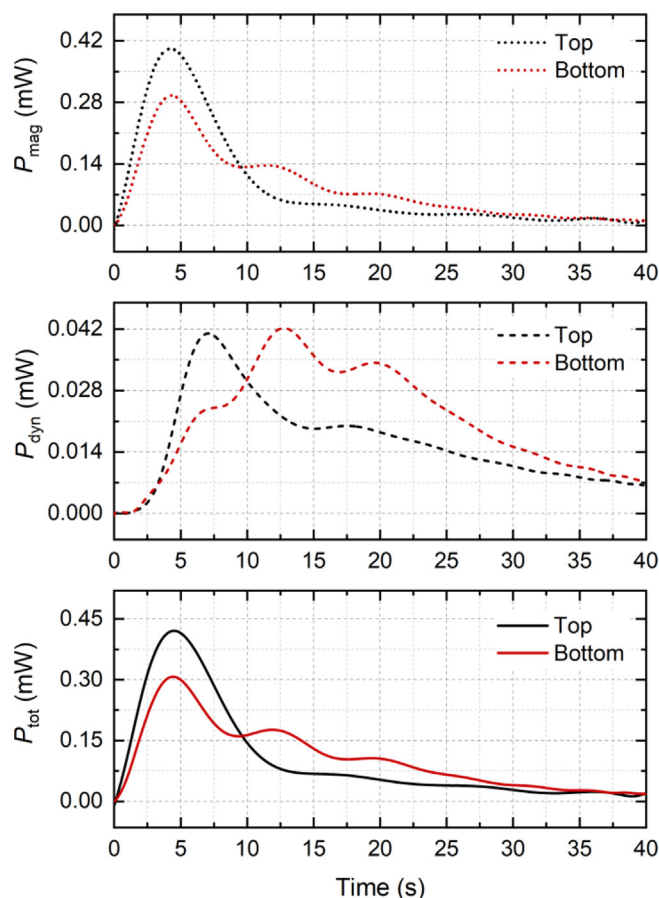 P_mag (mW)
0.42
0.28
0.14
0.00
Top
Bottom
0 5 10 15 20 25 30 35 40
P_dyn (mW)
0.042
0.028
0.014
0.000
Top
Bottom
0 5 10 15 20 25 30 35 40
P_tot (mW)
0.45
0.30
0.15
0.00
Top
Bottom
0 5 10 15 20 25 30 35 40
Time (s)